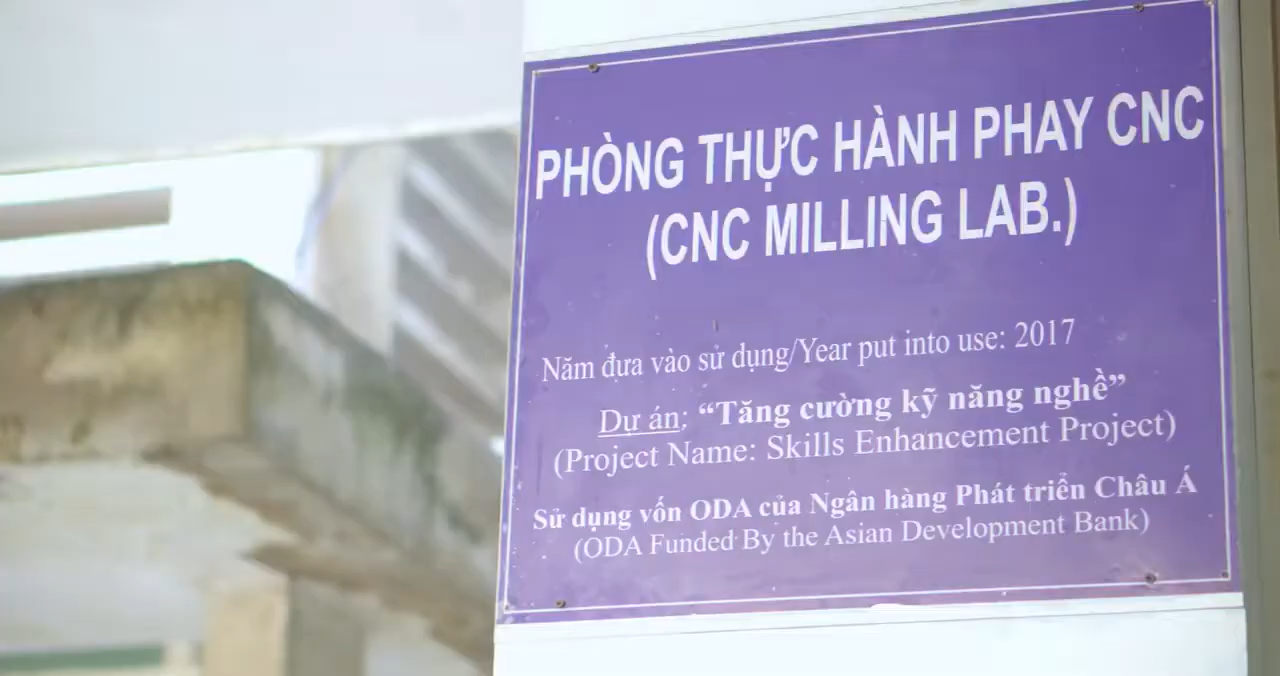 PHÒNG THỰC HÀNH PHAY CNC
(CNC MILLING LAB.)
Năm đưa vào sử dụng/Year put into use: 2017
Dự án: “Tăng cường kỹ năng nghề”
(Project Name: Skills Enhancement Project)
Sử dụng vốn ODA của Ngân hàng Phát triển Châu Á
(ODA Funded By the Asian Development Bank)